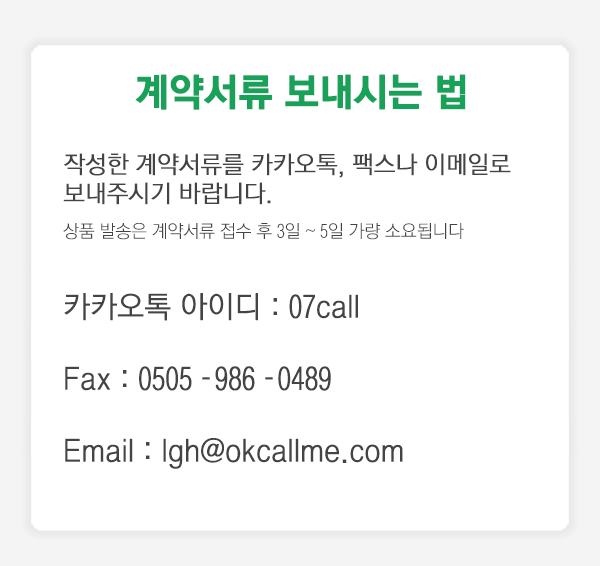 계약서류 보내시는 법
작성한 계약서류를 카카오톡, 팩스나 이메일로
보내주시기 바랍니다.
상품 발송은 계약서류 접수 후 3일 ~ 5일 가량 소요됩니다
카카오톡 아이디 : 07call
Fax : 0505 - 986 - 0489
Email : lgh@okcallme.com